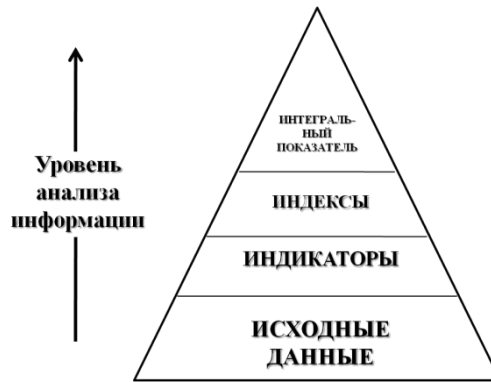 ИНТЕГРАЛЬ-
НЫЙ
ПОКАЗАТЕЛЬ
Уровень
анализа
информации
ИНДЕКСЫ
ИНДИКАТОРЫ
ИСХОДНЫЕ
ДАННЫЕ